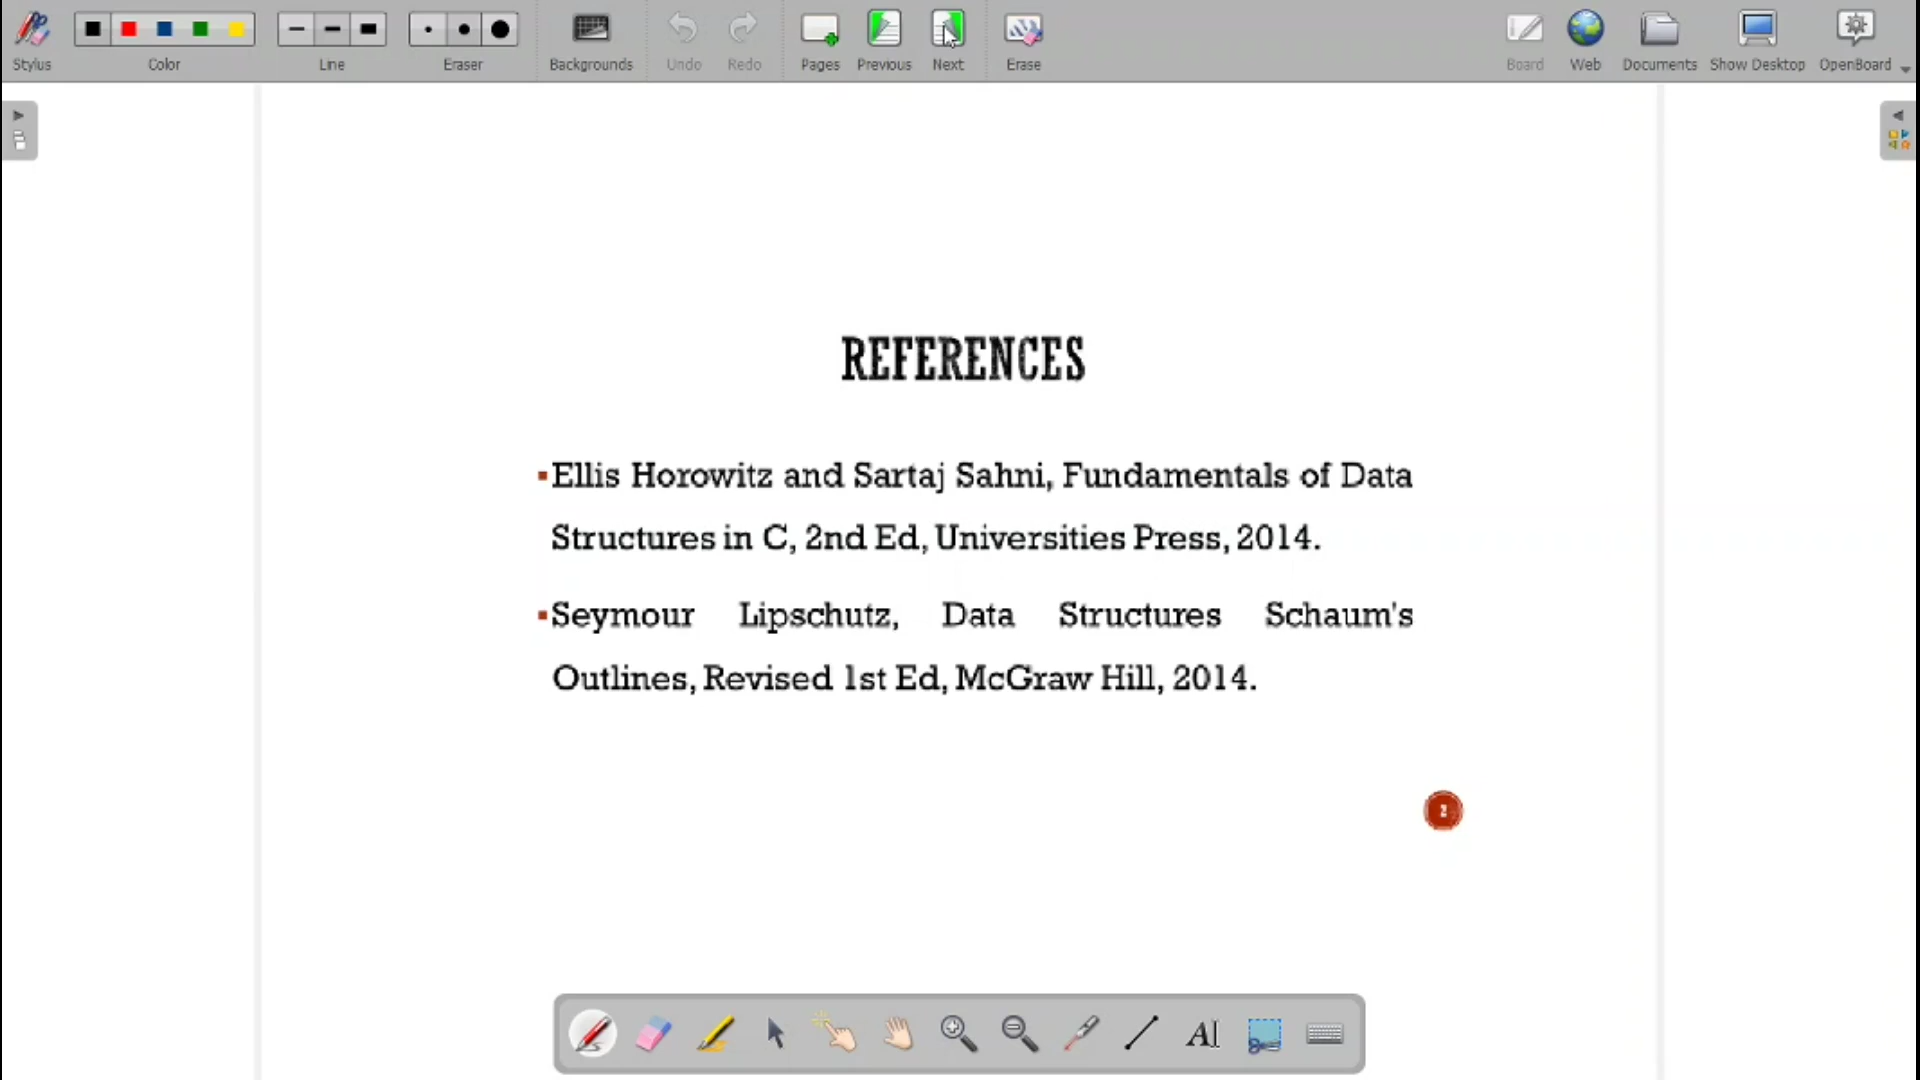 Stylus Color Line Eraser Backgrounds Undo Redo Pages Previous Next Erase Board Web Documents Show Desktop OpenBoard
REFERENCES
▪Ellis Horowitz and Sartaj Sahni, Fundamentals of Data
Structures in C, 2nd Ed, Universities Press, 2014.
▪Seymour Lipschutz, Data Structures Schaum's
Outlines, Revised 1st Ed, McGraw Hill, 2014.
2
AI